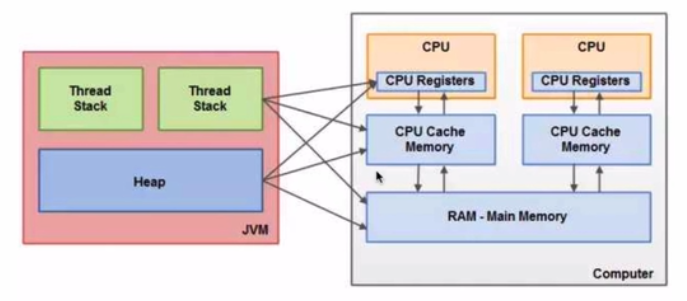 CPU
CPU
CPU Registers
CPU Registers
Thread
Stack
Thread
Stack
CPU Cache
Memory
CPU Cache
Memory
Heap
RAM - Main Memory
JVM
Computer